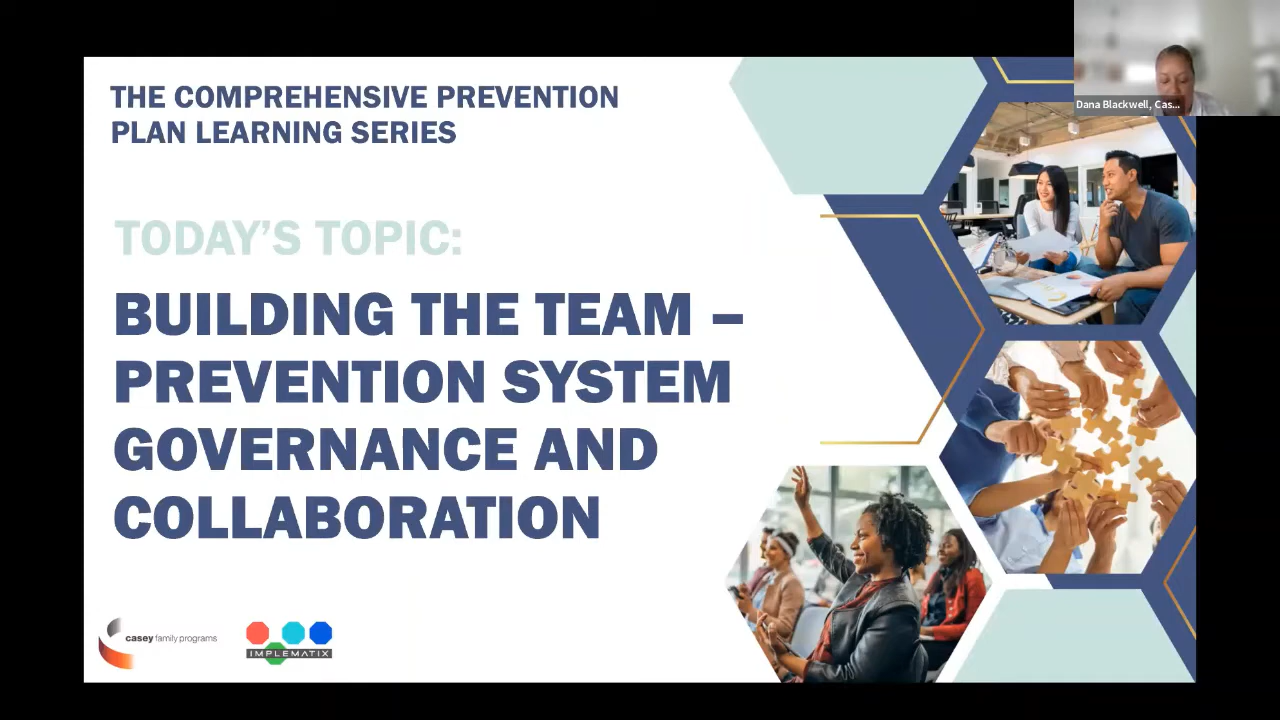 THE COMPREHENSIVE PREVENTION
PLAN LEARNING SERIES
TODAY'S TOPIC:
BUILDING THE TEAM –
PREVENTION SYSTEM
GOVERNANCE AND
COLLABORATION
casey family programs
IMPLEMATIX
Dana Blackwell, Cas...